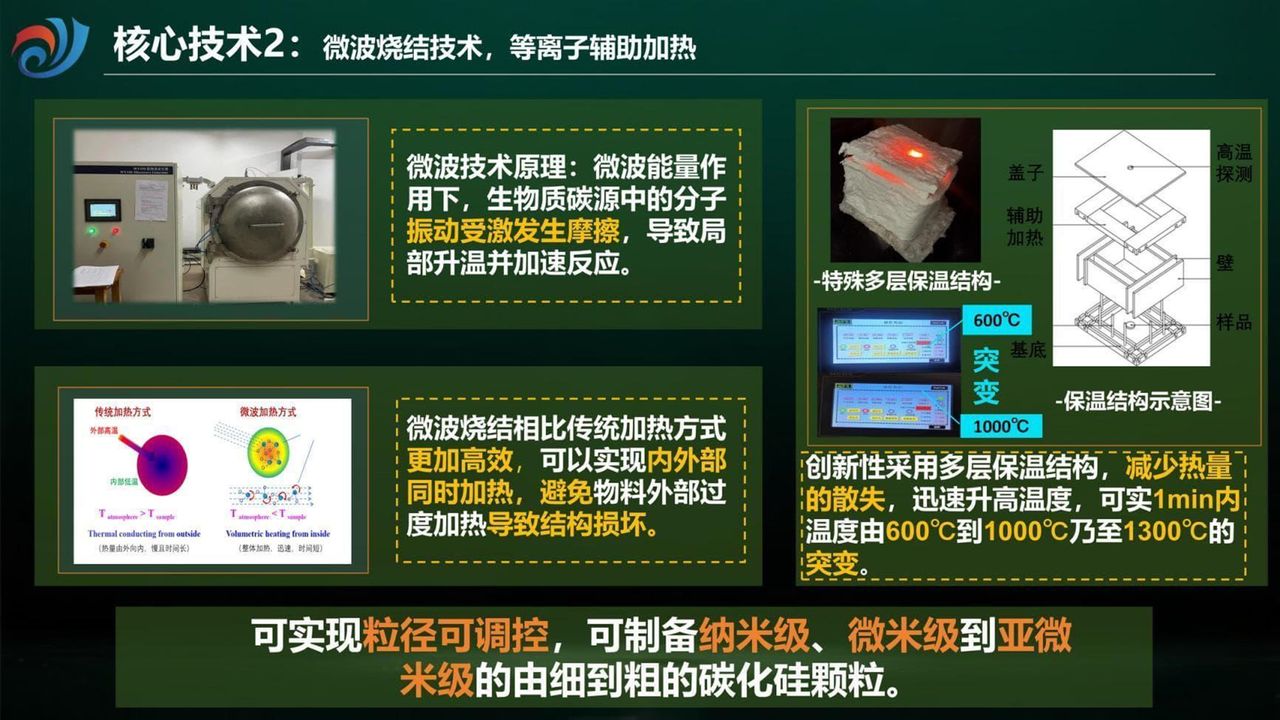 核心技术2：微波烧结技术，等离子辅助加热
微波技术原理：微波能量作
用下，生物质碳源中的分子
振动受激发生摩擦，导致局
部升温并加速反应。
传统加热方式
外部高温
内部低温
T atmosphere > T sample
Thermal conducting from outside
（热量由外向内，慢且时间长）
微波加热方式
T atmosphere < T sample
Volumetric heating from inside
（整体加热，迅速，时间短）
微波烧结相比传统加热方式
更加高效，可以实现内外部
同时加热，避免物料外部过
度加热导致结构损坏。
-特殊多层保温结构-
600℃
突
变
1000℃
盖子
辅助
加热
基底
高温
探测
壁
样品
-保温结构示意图-
创新性采用多层保温结构，减少热量
的散失，迅速升高温度，可实1min内
温度由600℃到1000℃乃至1300℃的
突变。
可实现粒径可调控，可制备纳米级、微米级到亚微
米级的由细到粗的碳化硅颗粒。